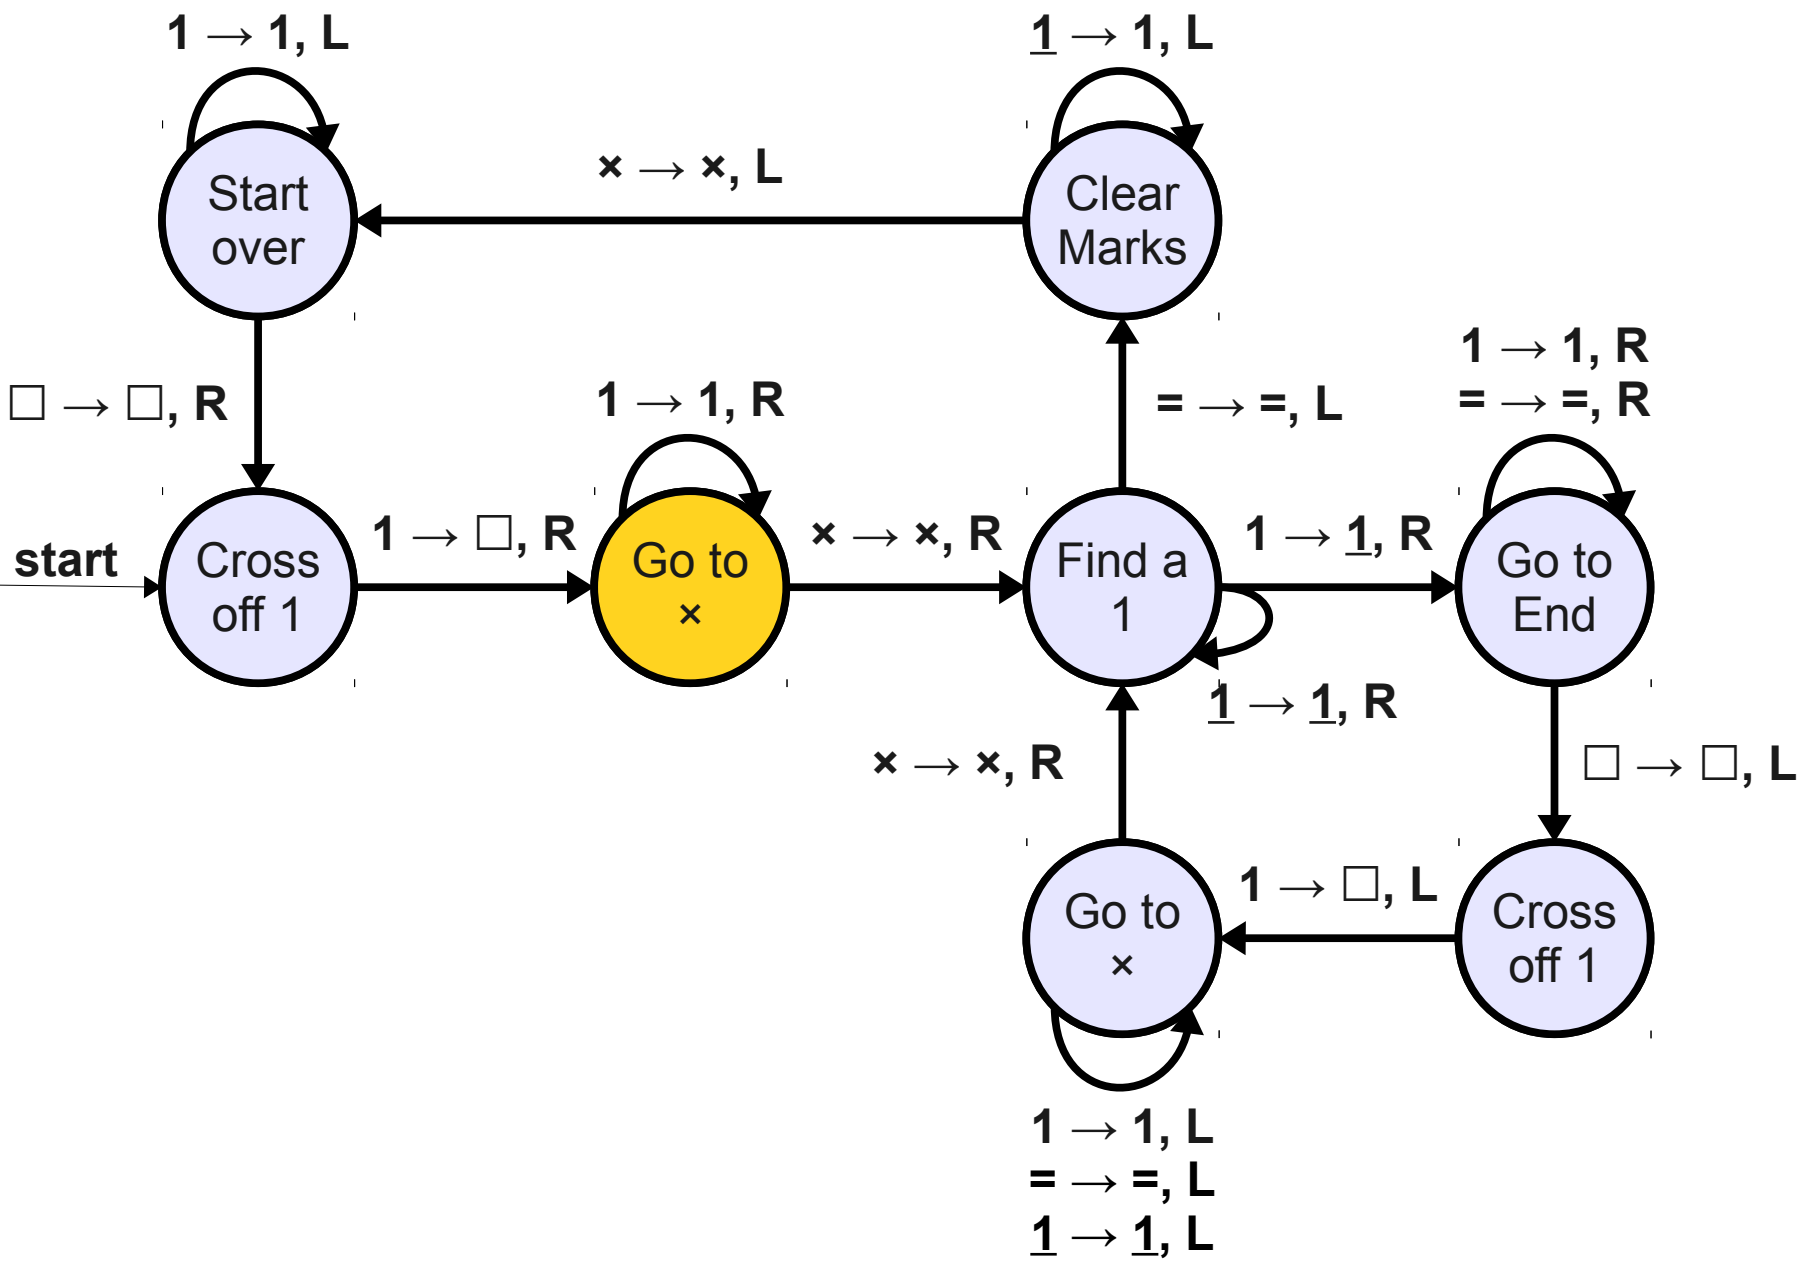 1 → 1, L
1 → 1, L
Start
over
× → ×, L
Clear
Marks
□ → □, R
1 → 1, R
= → =, L
1 → 1, R
= → =, R
start
Cross
off 1
1 → □, R
Go to
×
× → ×, R
Find a
1
1 → 1, R
Go to
End
1 → 1, R
× → ×, R
□ → □, L
Go to
×
1 → □, L
Cross
off 1
1 → 1, L
= → =, L
1 → 1, L